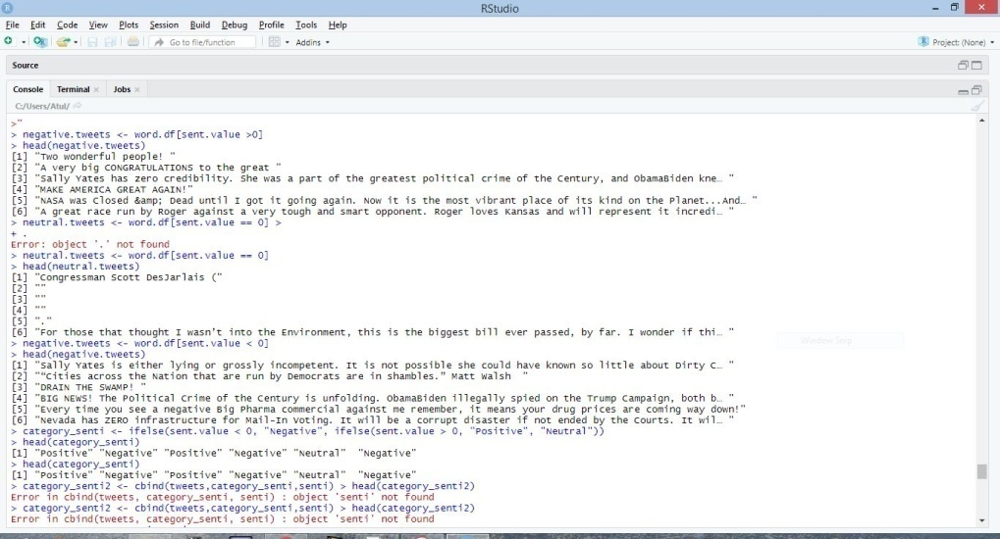 RStudio
File Edit Code View Plots Session Build Debug Profile Tools Help
Go to file/function Addins Project: (None)
Source
Console Terminal × Jobs ×
C:/Users/Atul/
>"
> negative.tweets <- word.df[sent.value >0]
> head(negative.tweets)
[1] "Two wonderful people! "
[2] "A very big CONGRATULATIONS to the great "
[3] "Sally Yates has zero credibility. She was a part of the greatest political crime of the Century, and ObamaBiden kne… "
[4] "MAKE AMERICA GREAT AGAIN!"
[5] "NASA was Closed &amp; Dead until I got it going again. Now it is the most vibrant place of its kind on the Planet...And… "
[6] "A great race run by Roger against a very tough and smart opponent. Roger loves Kansas and will represent it incredi… "
> neutral.tweets <- word.df[sent.value == 0] >
+ .
Error: object '.' not found
> neutral.tweets <- word.df[sent.value == 0]
> head(neutral.tweets)
[1] "Congressman Scott DesJarlais ("
[2] ""
[3] ""
[4] ""
[5] "."
[6] "For those that thought I wasn't into the Environment, this is the biggest bill ever passed, by far. I wonder if thi… "
> negative.tweets <- word.df[sent.value < 0]
> head(negative.tweets)
[1] "Sally Yates is either lying or grossly incompetent. It is not possible she could have known so little about Dirty C… "
[2] "“Cities across the Nation that are run by Democrats are in shambles.” Matt Walsh  "
[3] "DRAIN THE SWAMP! "
[4] "BIG NEWS! The Political Crime of the Century is unfolding. ObamaBiden illegally spied on the Trump Campaign, both b… "
[5] "Every time you see a negative Big Pharma commercial against me remember, it means your drug prices are coming way down!"
[6] "Nevada has ZERO infrastructure for Mail-In Voting. It will be a corrupt disaster if not ended by the Courts. It wil… "
> category_senti <- ifelse(sent.value < 0, "Negative", ifelse(sent.value > 0, "Positive", "Neutral"))
> head(category_senti)
[1] "Positive" "Negative" "Positive" "Negative" "Neutral"  "Negative"
> head(category_senti)
[1] "Positive" "Negative" "Positive" "Negative" "Neutral"  "Negative"
> category_senti2 <- cbind(tweets,category_senti,senti) > head(category_senti2)
Error in cbind(tweets, category_senti, senti) : object 'senti' not found
> category_senti2 <- cbind(tweets,category_senti,senti) > head(category_senti2)
Error in cbind(tweets, category_senti, senti) : object 'senti' not found